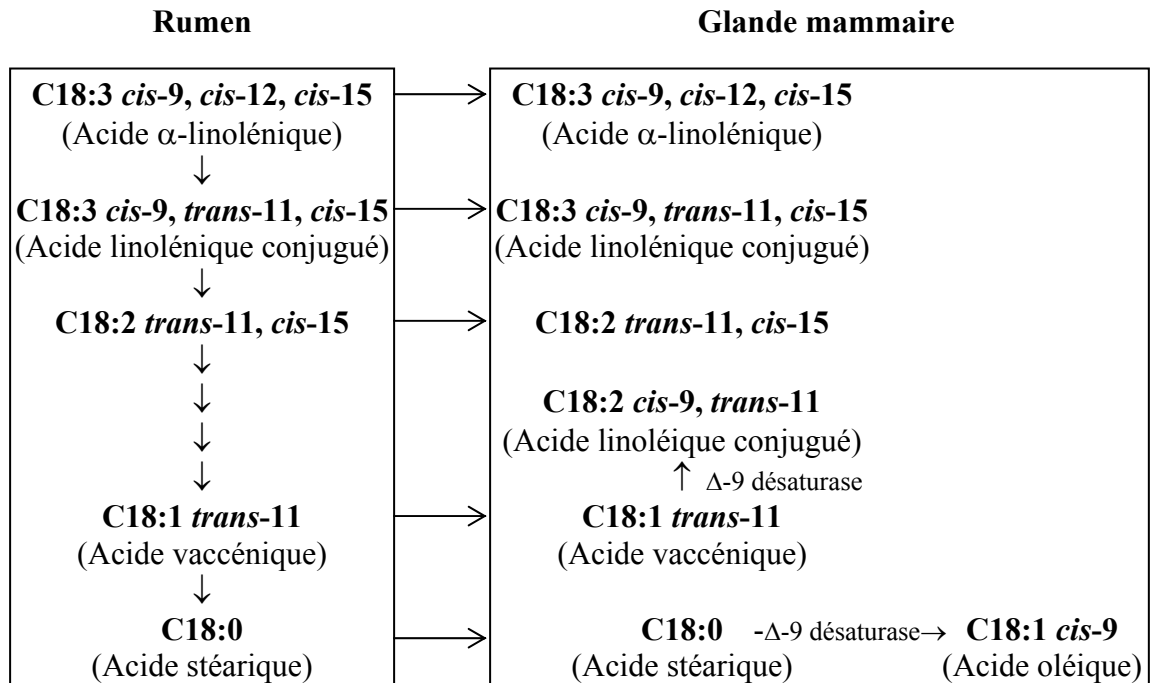 Rumen Glande mammaire
C18:3 cis-9, cis-12, cis-15 → C18:3 cis-9, cis-12, cis-15
(Acide α-linolénique) (Acide α-linolénique)
↓
C18:3 cis-9, trans-11, cis-15 → C18:3 cis-9, trans-11, cis-15
(Acide linolénique conjugué) (Acide linolénique conjugué)
↓
C18:2 trans-11, cis-15 → C18:2 trans-11, cis-15
↓
↓ C18:2 cis-9, trans-11
↓ (Acide linoléique conjugué)
↓ ↑ Δ-9 désaturase
C18:1 trans-11 → C18:1 trans-11
(Acide vaccénique) (Acide vaccénique)
↓
C18:0 → C18:0 -Δ-9 désaturase→ C18:1 cis-9
(Acide stéarique) (Acide stéarique) (Acide oléique)